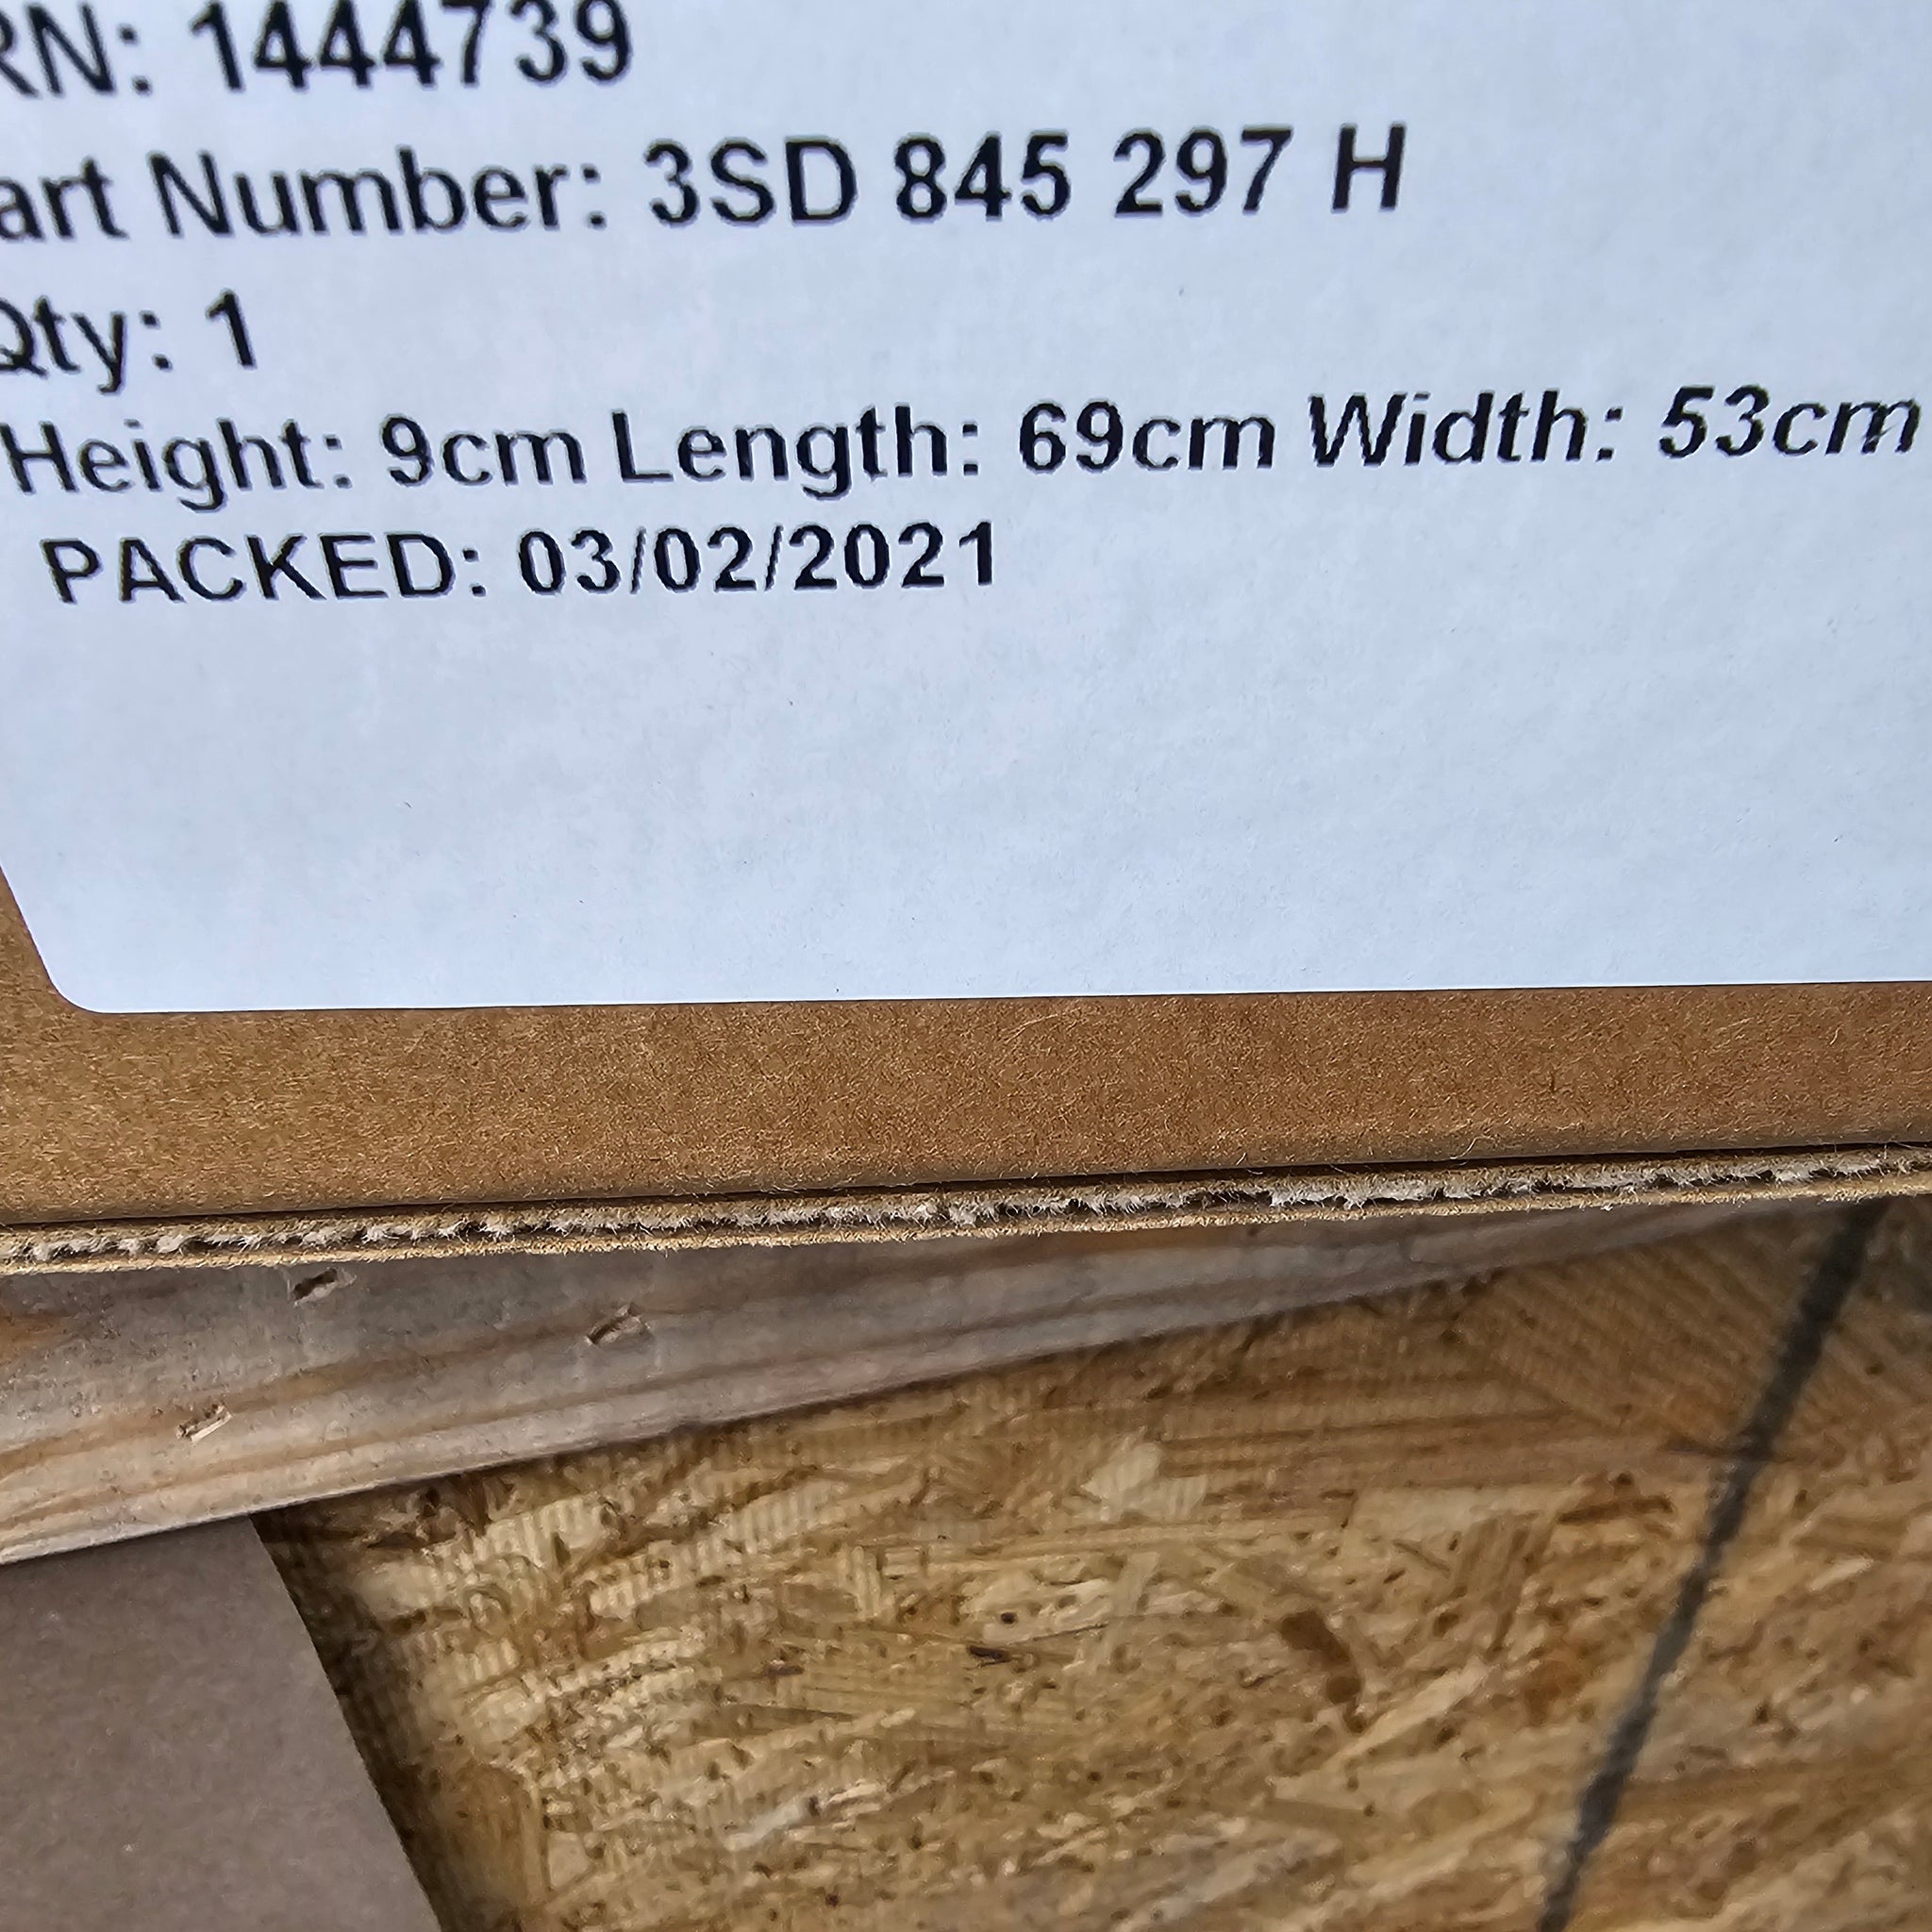 RN: 1444739
art Number: 3SD 845 297 H
Qty: 1
Height: 9cm Length: 69cm Width: 53cm
PACKED: 03/02/2021